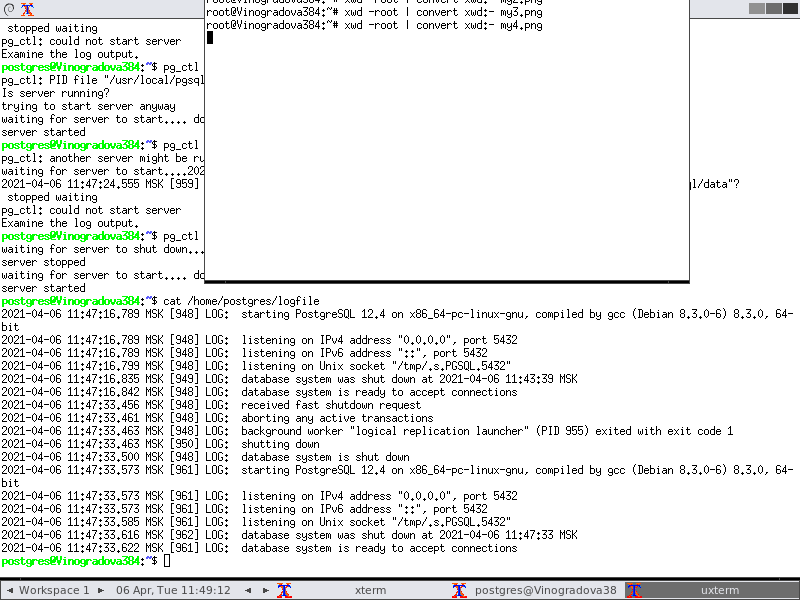 stopped waiting
pg_ctl: could not start server
Examine the log output.
postgres@Vinogradova384:~$ pg_ctl
pg_ctl: PID file "/usr/local/pgsql
Is server running?
trying to start server anyway
waiting for server to start.... do
server started
postgres@Vinogradova384:~$ pg_ctl
pg_ctl: another server might be ru
waiting for server to start....202
2021-04-06 11:47:24.555 MSK [959]
l/data"?
stopped waiting
pg_ctl: could not start server
Examine the log output.
postgres@Vinogradova384:~$ pg_ctl
waiting for server to shut down...
server stopped
waiting for server to start.... do
server started
postgres@Vinogradova384:~$ cat /home/postgres/logfile
2021-04-06 11:47:16.789 MSK [948] LOG:  starting PostgreSQL 12.4 on x86_64-pc-linux-gnu, compiled by gcc (Debian 8.3.0-6) 8.3.0, 64-
bit
2021-04-06 11:47:16.789 MSK [948] LOG:  listening on IPv4 address "0.0.0.0", port 5432
2021-04-06 11:47:16.789 MSK [948] LOG:  listening on IPv6 address "::", port 5432
2021-04-06 11:47:16.799 MSK [948] LOG:  listening on Unix socket "/tmp/.s.PGSQL.5432"
2021-04-06 11:47:16.835 MSK [949] LOG:  database system was shut down at 2021-04-06 11:43:39 MSK
2021-04-06 11:47:16.842 MSK [948] LOG:  database system is ready to accept connections
2021-04-06 11:47:33.456 MSK [948] LOG:  received fast shutdown request
2021-04-06 11:47:33.461 MSK [948] LOG:  aborting any active transactions
2021-04-06 11:47:33.463 MSK [948] LOG:  background worker "logical replication launcher" (PID 955) exited with exit code 1
2021-04-06 11:47:33.463 MSK [950] LOG:  shutting down
2021-04-06 11:47:33.500 MSK [948] LOG:  database system is shut down
2021-04-06 11:47:33.573 MSK [961] LOG:  starting PostgreSQL 12.4 on x86_64-pc-linux-gnu, compiled by gcc (Debian 8.3.0-6) 8.3.0, 64-
bit
2021-04-06 11:47:33.573 MSK [961] LOG:  listening on IPv4 address "0.0.0.0", port 5432
2021-04-06 11:47:33.573 MSK [961] LOG:  listening on IPv6 address "::", port 5432
2021-04-06 11:47:33.585 MSK [961] LOG:  listening on Unix socket "/tmp/.s.PGSQL.5432"
2021-04-06 11:47:33.616 MSK [962] LOG:  database system was shut down at 2021-04-06 11:47:33 MSK
2021-04-06 11:47:33.622 MSK [961] LOG:  database system is ready to accept connections
postgres@Vinogradova384:~$
root@Vinogradova384:~# xwd -root | convert xwd:- my2.png
root@Vinogradova384:~# xwd -root | convert xwd:- my3.png
root@Vinogradova384:~# xwd -root | convert xwd:- my4.png
Workspace 1
06 Apr, Tue 11:49:12
xterm
postgres@Vinogradova38
uxterm